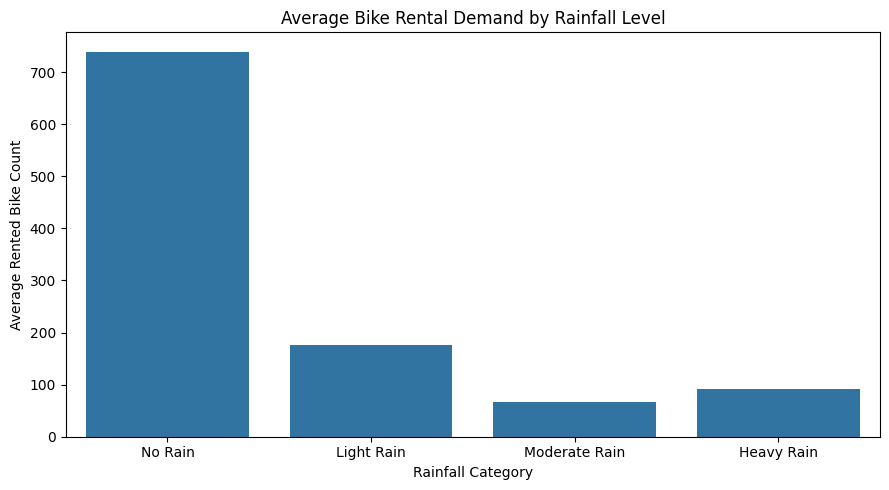 Average Bike Rental Demand by Rainfall Level
Average Rented Bike Count
700
600
500
400
300
200
100
0
No Rain
Light Rain
Moderate Rain
Heavy Rain
Rainfall Category